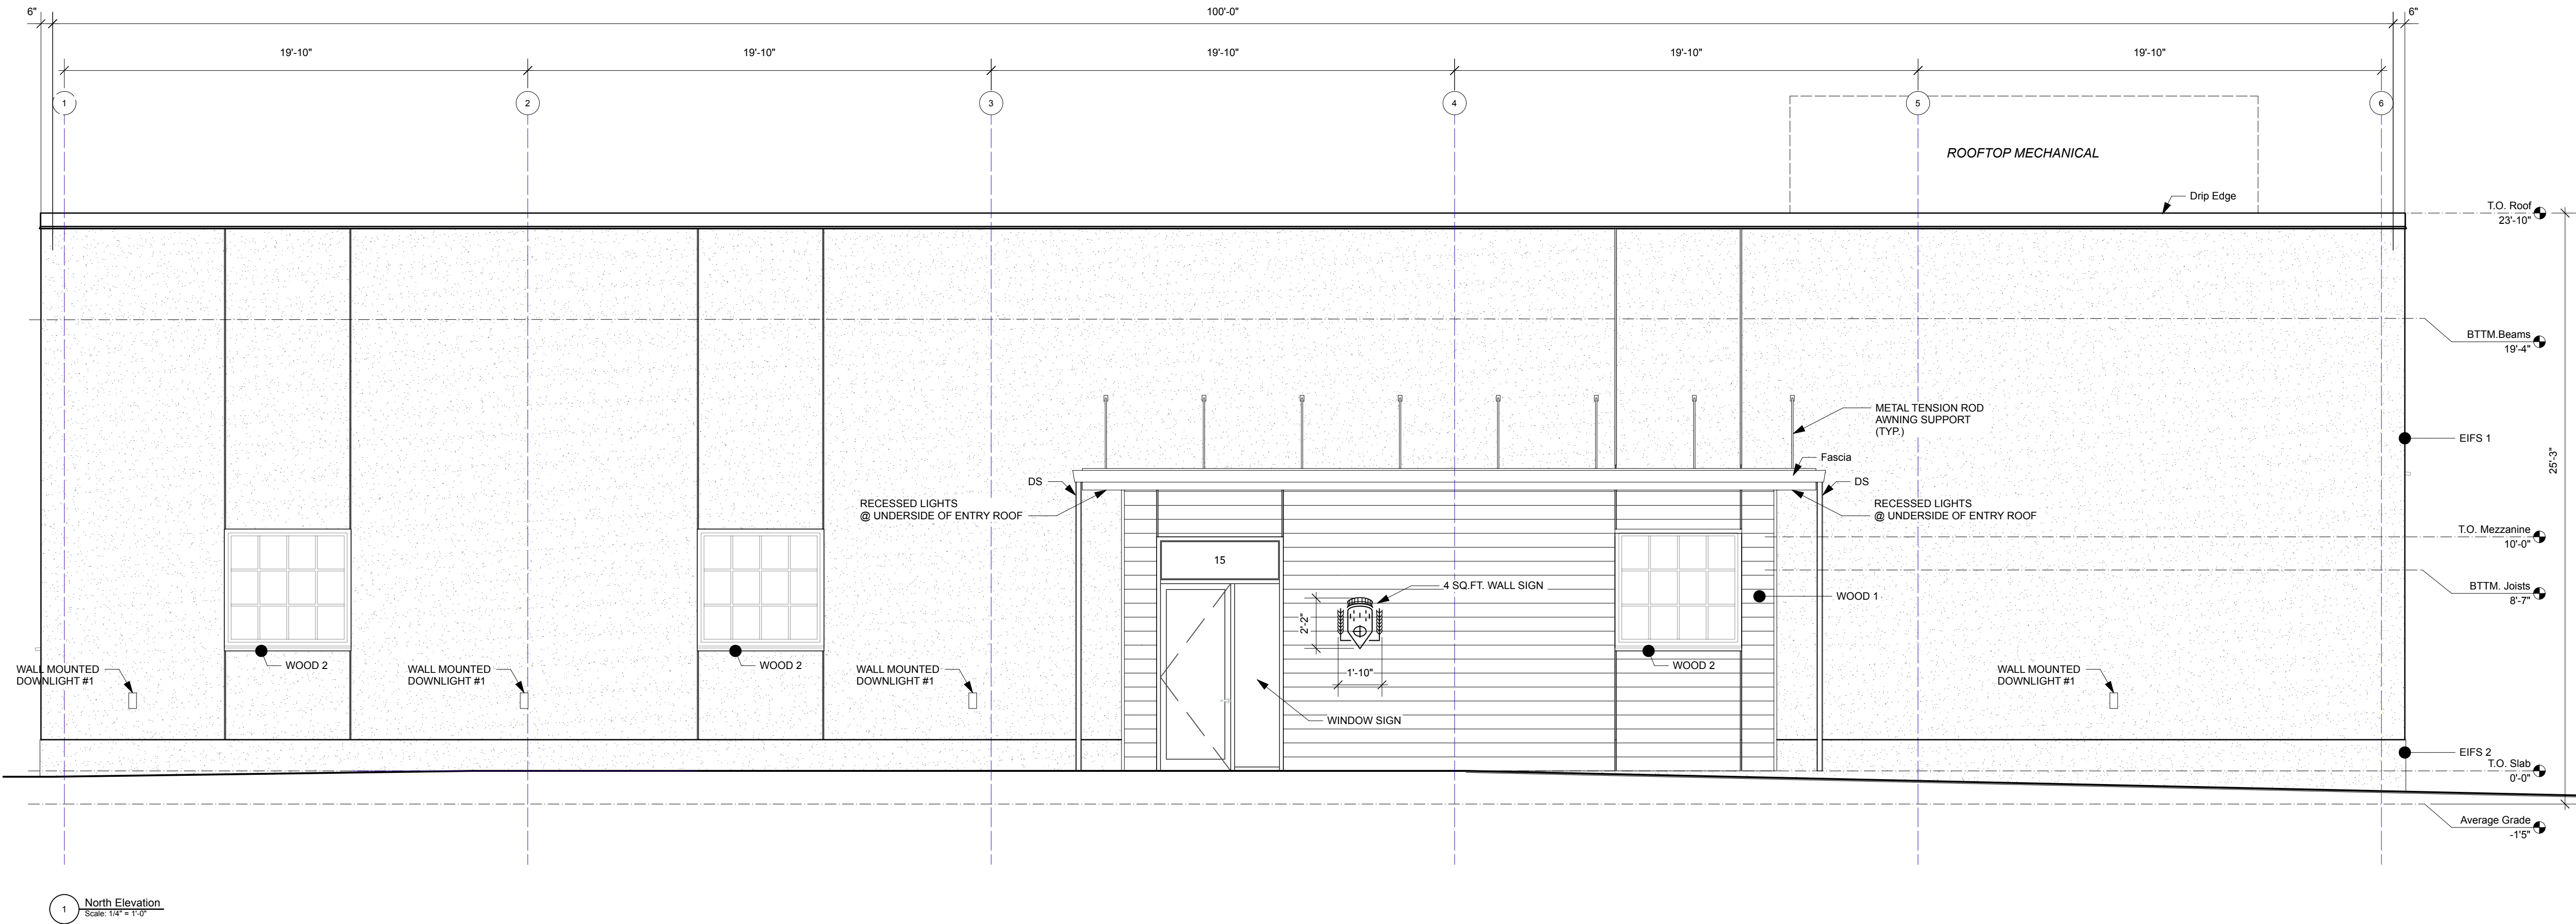 6"
100'-0"
6"
19'-10"
19'-10"
19'-10"
19'-10"
19'-10"
1
2
3
4
5
6
ROOFTOP MECHANICAL
Drip Edge
T.O. Roof
23'-10"
BTTM.Beams
19'-4"
METAL TENSION ROD
AWNING SUPPORT
(TYP.)
EIFS 1
25'-3"
Fascia
DS
DS
RECESSED LIGHTS
@ UNDERSIDE OF ENTRY ROOF
RECESSED LIGHTS
@ UNDERSIDE OF ENTRY ROOF
T.O. Mezzanine
10'-0"
15
4 SQ.FT. WALL SIGN
BTTM. Joists
8'-7"
WOOD 1
2'-2"
1'-10"
WOOD 2
WOOD 2
WOOD 2
WALL MOUNTED
DOWNLIGHT #1
WALL MOUNTED
DOWNLIGHT #1
WALL MOUNTED
DOWNLIGHT #1
WALL MOUNTED
DOWNLIGHT #1
WINDOW SIGN
EIFS 2
T.O. Slab
0'-0"
Average Grade
-1'5"
1
North Elevation
Scale: 1/4" = 1'-0"